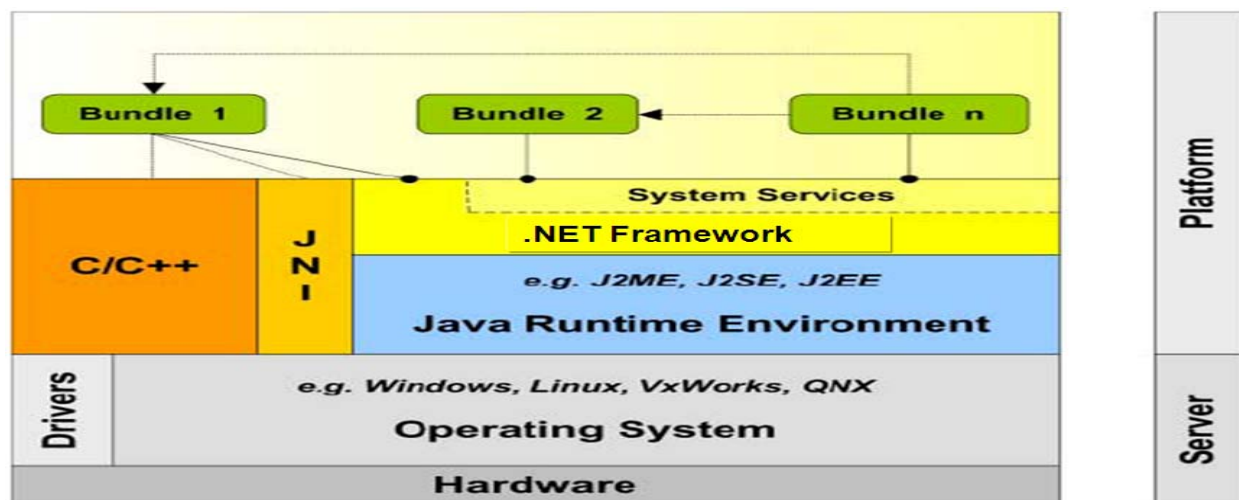 Bundle 1
Bundle 2
Bundle n
System Services
.NET Framework
C/C++
JNI
e.g. J2ME, J2SE, J2EE
Java Runtime Environment
Drivers
e.g. Windows, Linux, VxWorks, QNX
Operating System
Hardware
Platform
Server